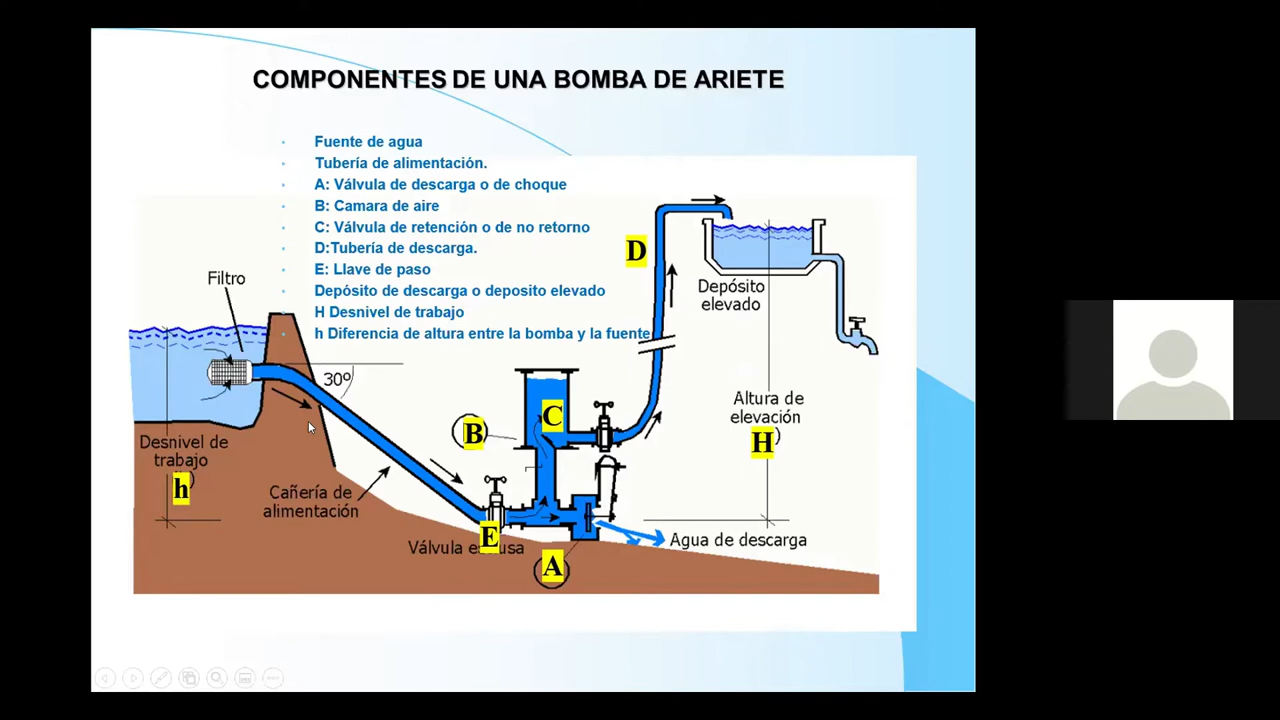 COMPONENTES DE UNA BOMBA DE ARIETE
Fuente de agua
Tubería de alimentación.
A: Válvula de descarga o de choque
B: Camara de aire
C: Válvula de retención o de no retorno
D:Tubería de descarga.
E: Llave de paso
Depósito de descarga o deposito elevado
H Desnivel de trabajo
h Diferencia de altura entre la bomba y la fuente
D
Filtro
Depósito
elevado
30º
Altura de
elevación
H
C
B
Desnivel de
trabajo
h
Cañería de
alimentación
E
Válvula
A
Agua de descarga